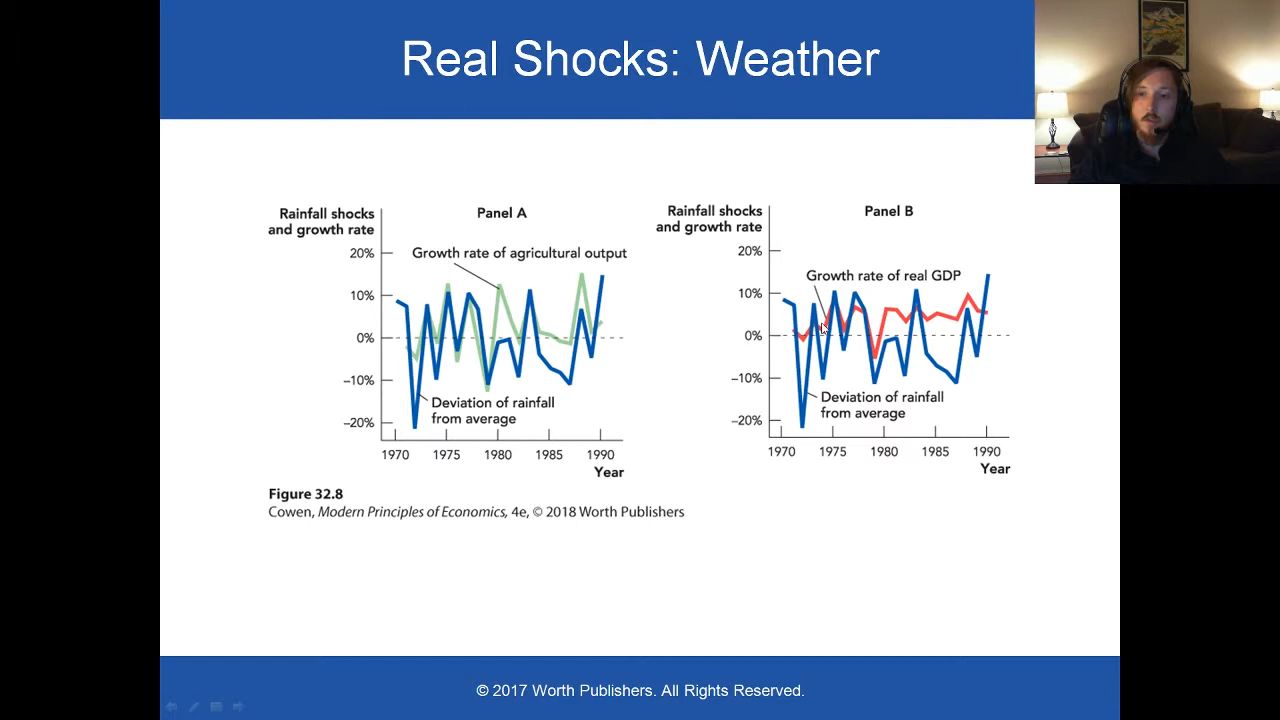 Real Shocks: Weather
Panel A
Rainfall shocks
and growth rate
20%
10%
0%
–10%
–20%
Growth rate of agricultural output
Deviation of rainfall
from average
1970 1975 1980 1985 1990
Year
Panel B
Rainfall shocks
and growth rate
20%
10%
0%
–10%
–20%
Growth rate of real GDP
Deviation of rainfall
from average
1970 1975 1980 1985 1990
Year
Figure 32.8
Cowen, Modern Principles of Economics, 4e, © 2018 Worth Publishers
© 2017 Worth Publishers. All Rights Reserved.